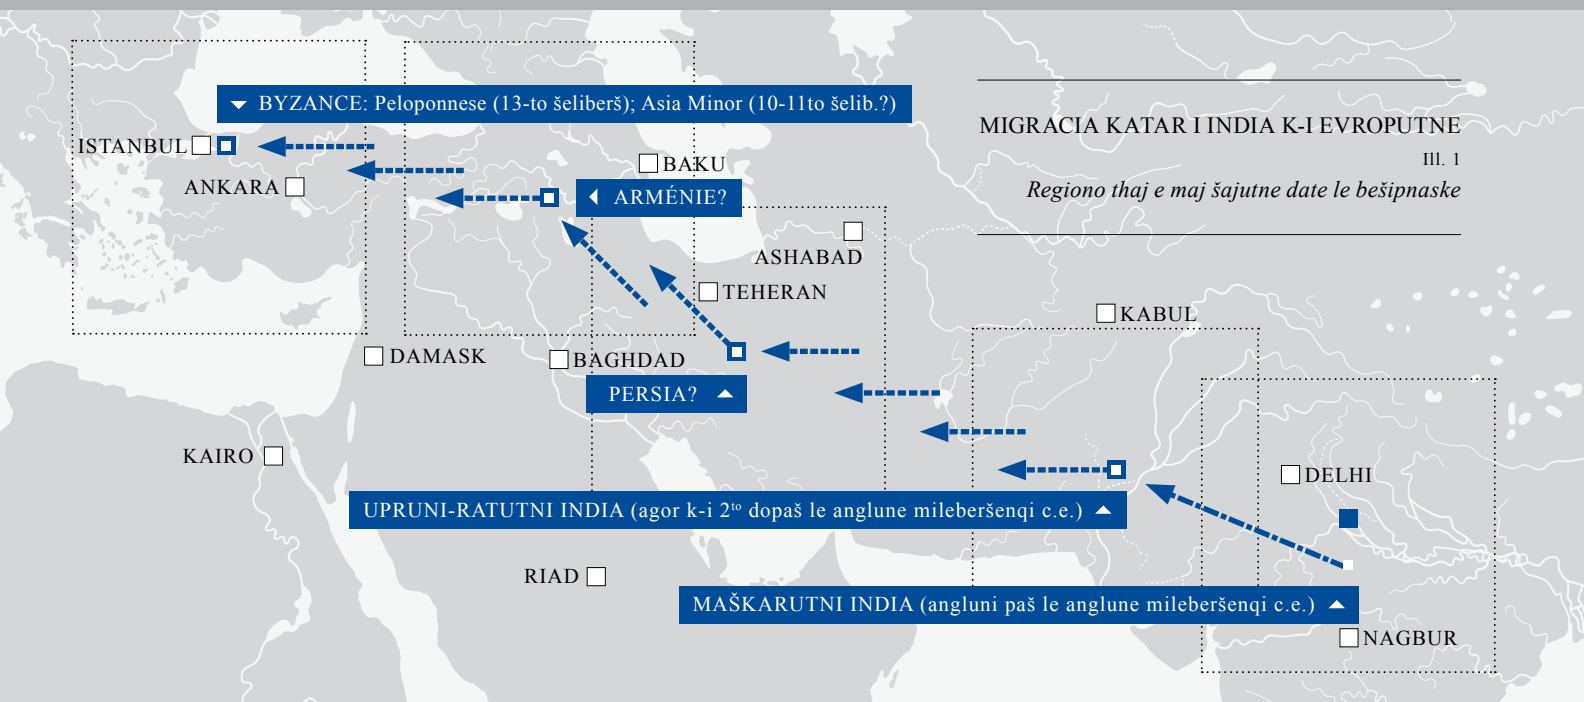 BYZANCE: Peloponnese (13-to šeliberš); Asia Minor (10-11to šelib.?)
MIGRACIA KATAR I INDIA K-I EVROPUTNE
Ill. 1
Regiono thaj e maj šajutne date le bešipnaske
ISTANBUL
BAKU
ANKARA
ARMÉNIE?
ASHABAD
TEHERAN
KABUL
DAMASK
BAGHDAD
PERSIA?
KAIRO
DELHI
UPRUNI-RATUTNI INDIA (agor k-i 2ᵗᵒ dopaš le anglune mileberšenqi c.e.)
RIAD
MAŠKARUTNI INDIA (angluni paš le anglune mileberšenqi c.e.)
NAGBUR